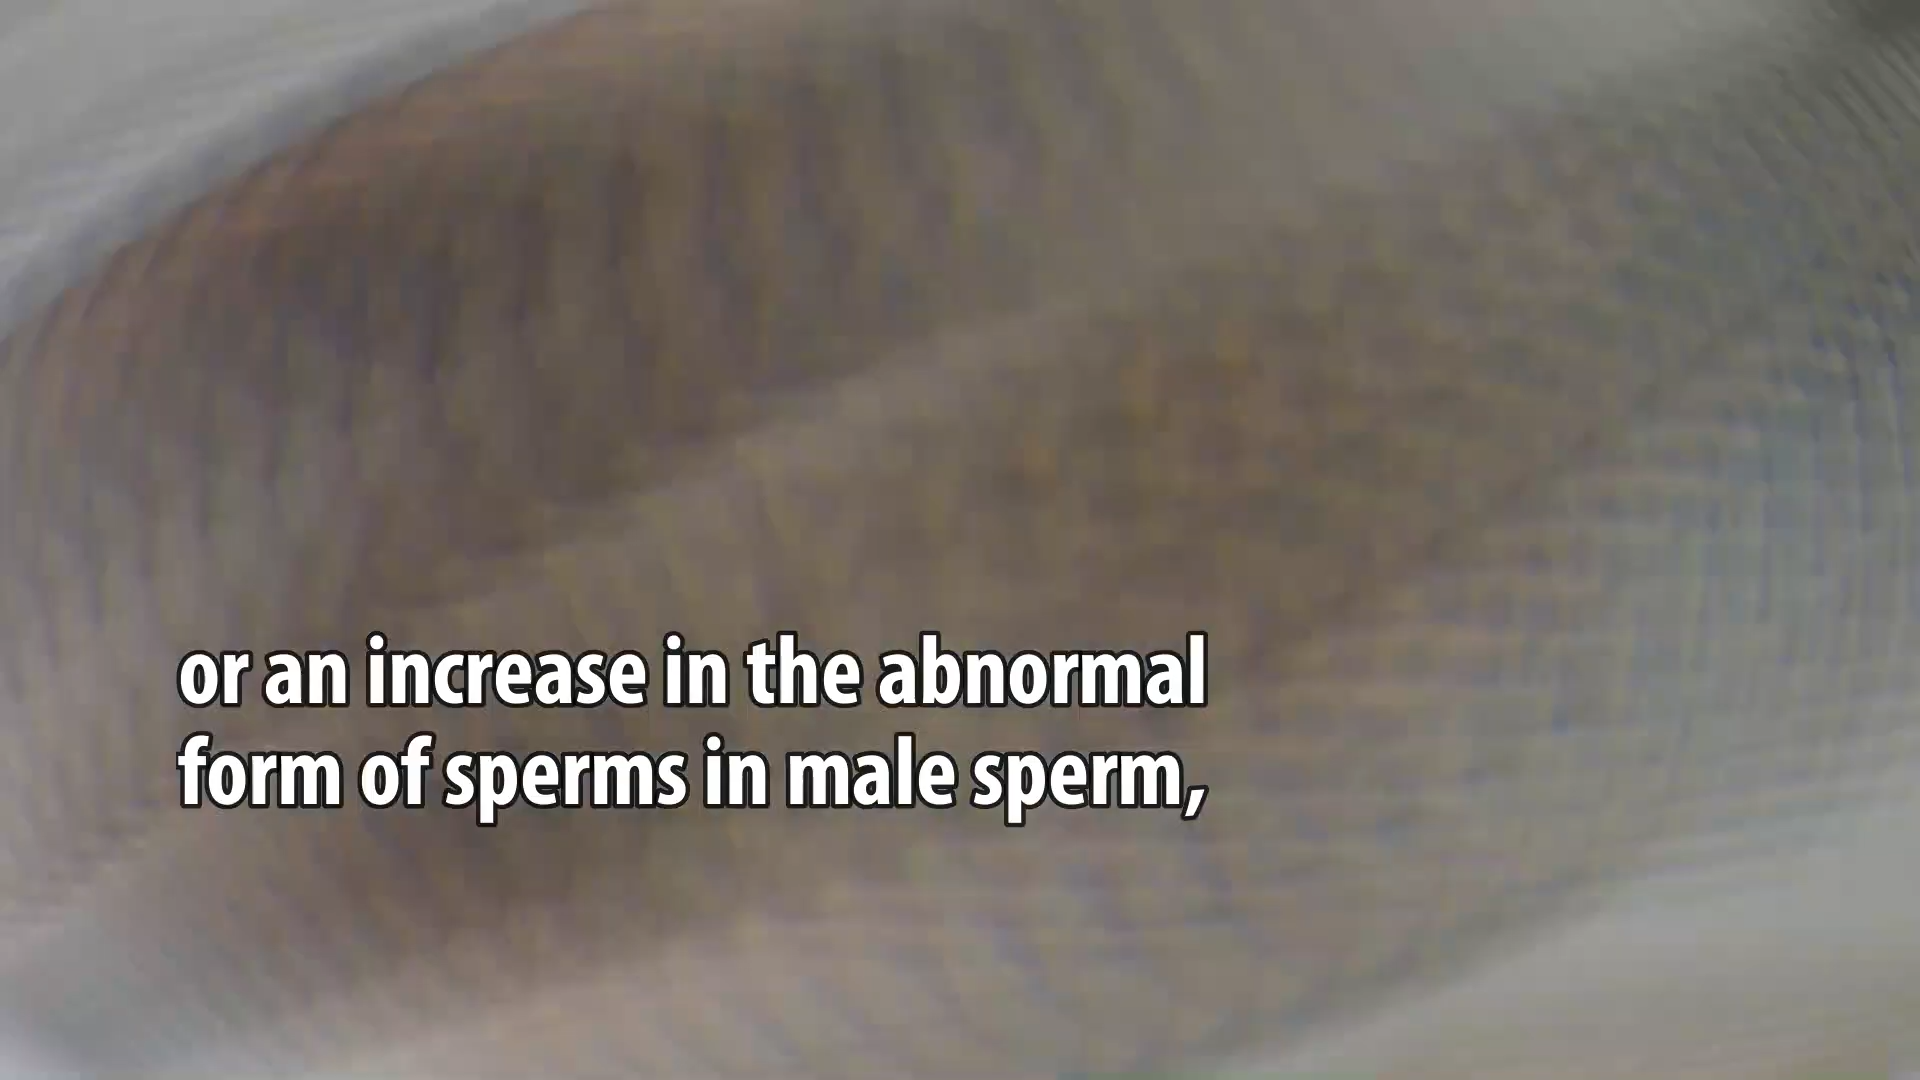 or an increase in the abnormal
form of sperms in male sperm,